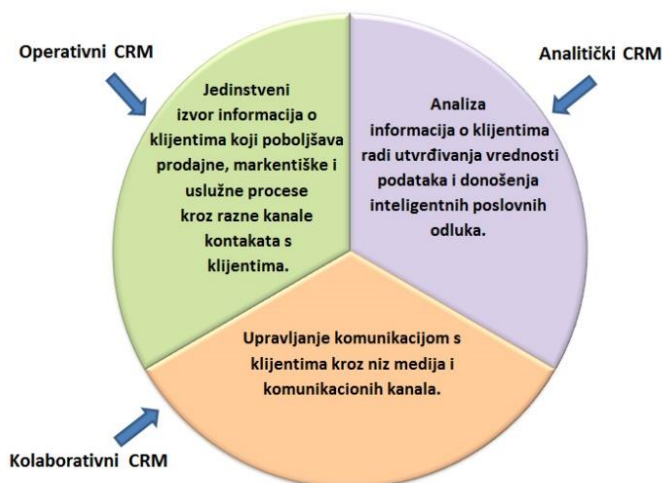 Operativni CRM
Jedinstveni
izvor informacija o
klijentima koji poboljšava
prodajne, markentiške i
uslužne procese
kroz razne kanale
kontakata s
klijentima.
Analitički CRM
Analiza
informacija o klijentima
radi utvrđivanja vrednosti
podataka i donošenja
inteligentnih poslovnih
odluka.
Upravljanje komunikacijom s
klijentima kroz niz medija i
komunikacionih kanala.
Kolaborativni CRM